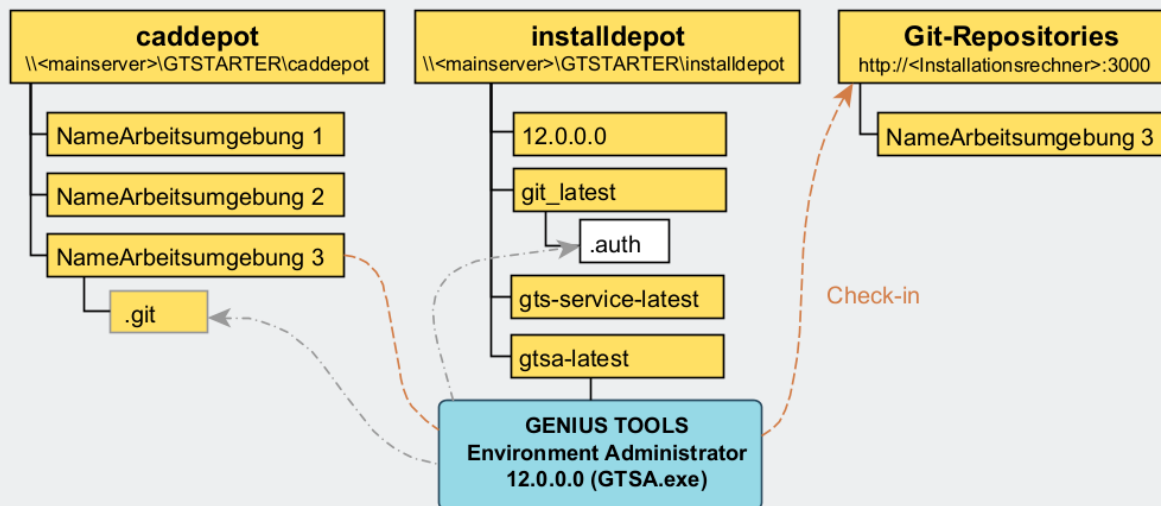 caddepot
\\<mainserver>\GTSTARTER\caddepot
NameArbeitsumgebung 1
NameArbeitsumgebung 2
NameArbeitsumgebung 3
.git
installdepot
\\<mainserver>\GTSTARTER\installdepot
12.0.0.0
git_latest
.auth
gts-service-latest
gtsa-latest
GENIUS TOOLS
Environment Administrator
12.0.0.0 (GTSA.exe)
Git-Repositories
http://<Installationsrechner>:3000
NameArbeitsumgebung 3
Check-in